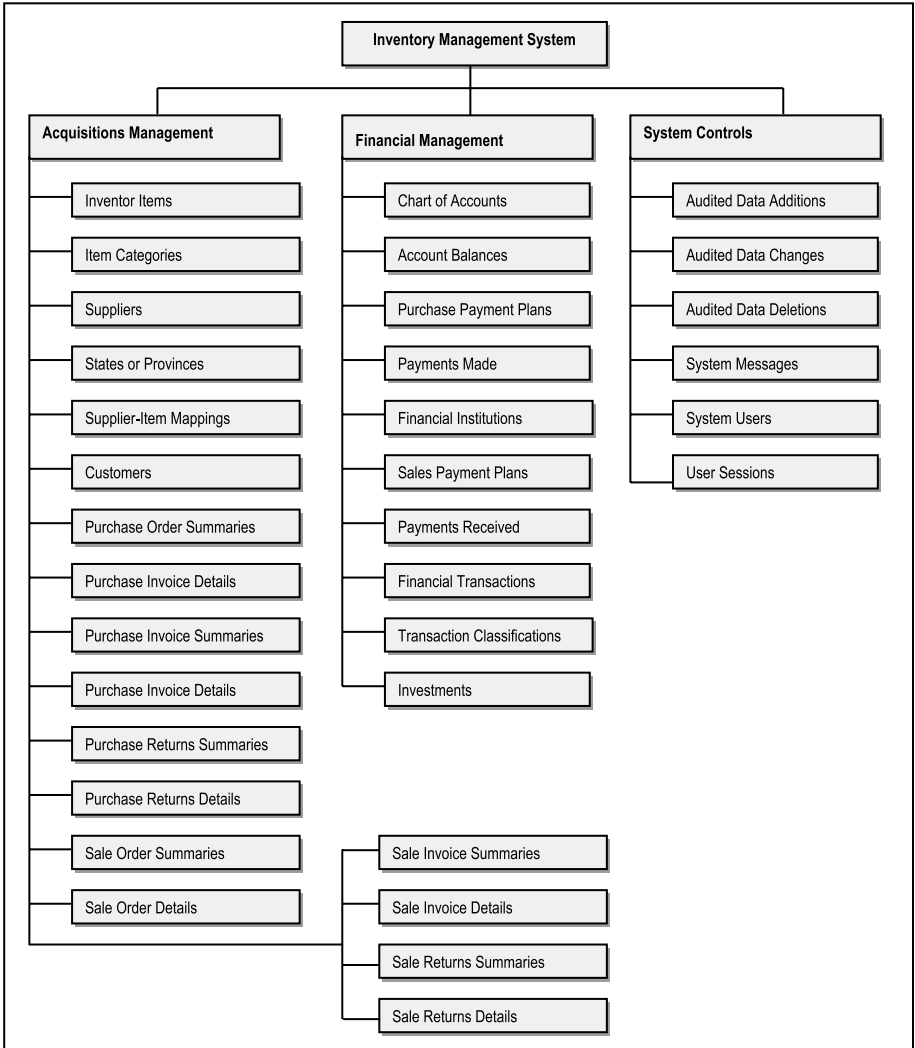 Inventory Management System
Acquisitions Management
Inventor Items
Item Categories
Suppliers
States or Provinces
Supplier-Item Mappings
Customers
Purchase Order Summaries
Purchase Invoice Details
Purchase Invoice Summaries
Purchase Invoice Details
Purchase Returns Summaries
Purchase Returns Details
Sale Order Summaries
Sale Order Details
Sale Invoice Summaries
Sale Invoice Details
Sale Returns Summaries
Sale Returns Details
Financial Management
Chart of Accounts
Account Balances
Purchase Payment Plans
Payments Made
Financial Institutions
Sales Payment Plans
Payments Received
Financial Transactions
Transaction Classifications
Investments
System Controls
Audited Data Additions
Audited Data Changes
Audited Data Deletions
System Messages
System Users
User Sessions